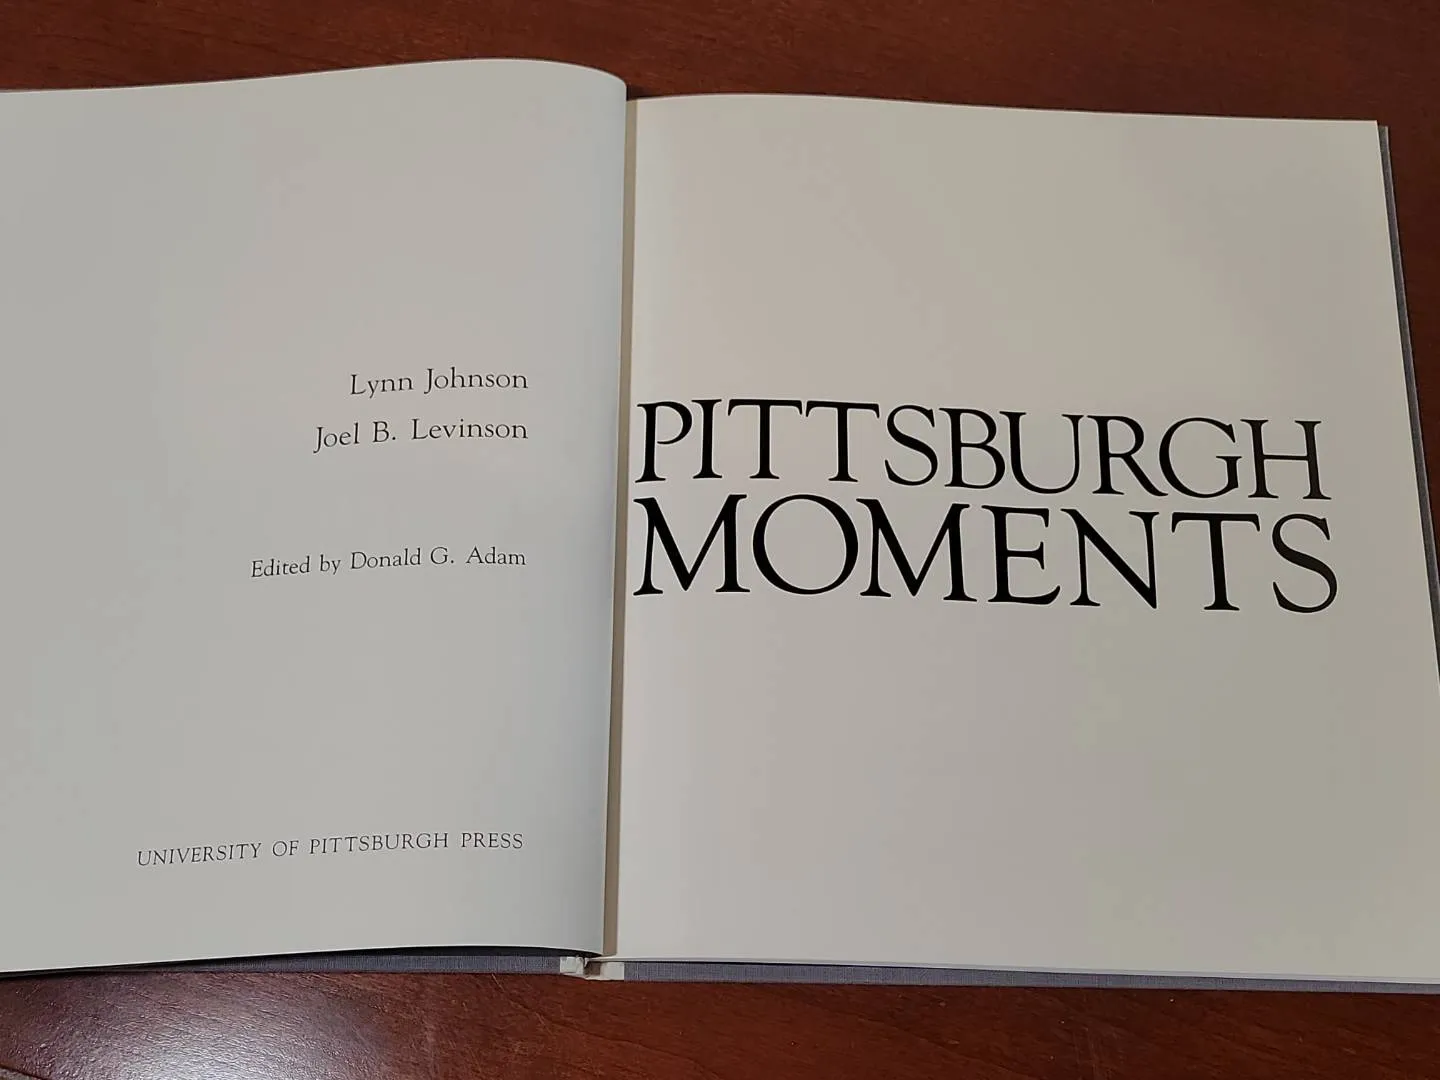 Lynn Johnson
Joel B. Levinson
Edited by Donald G. Adam
UNIVERSITY OF PITTSBURGH PRESS
PITTSBURGH
MOMENTS